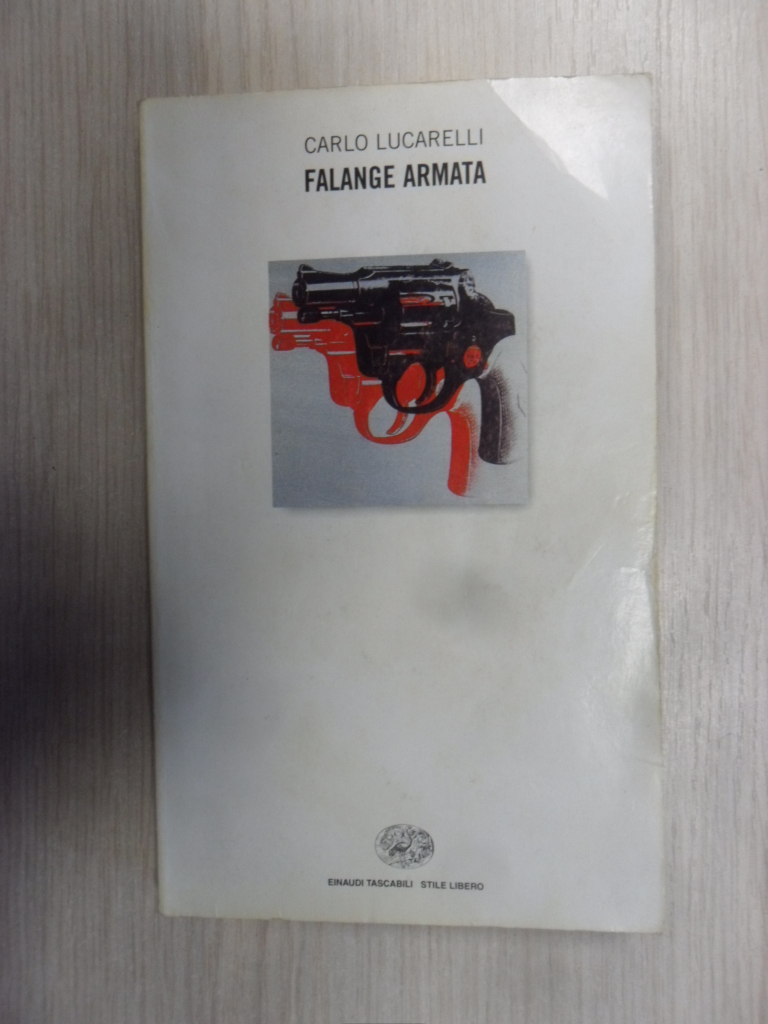 CARLO LUCARELLI
FALANGE ARMATA
EINAUDI TASCABILI STILE LIBERO